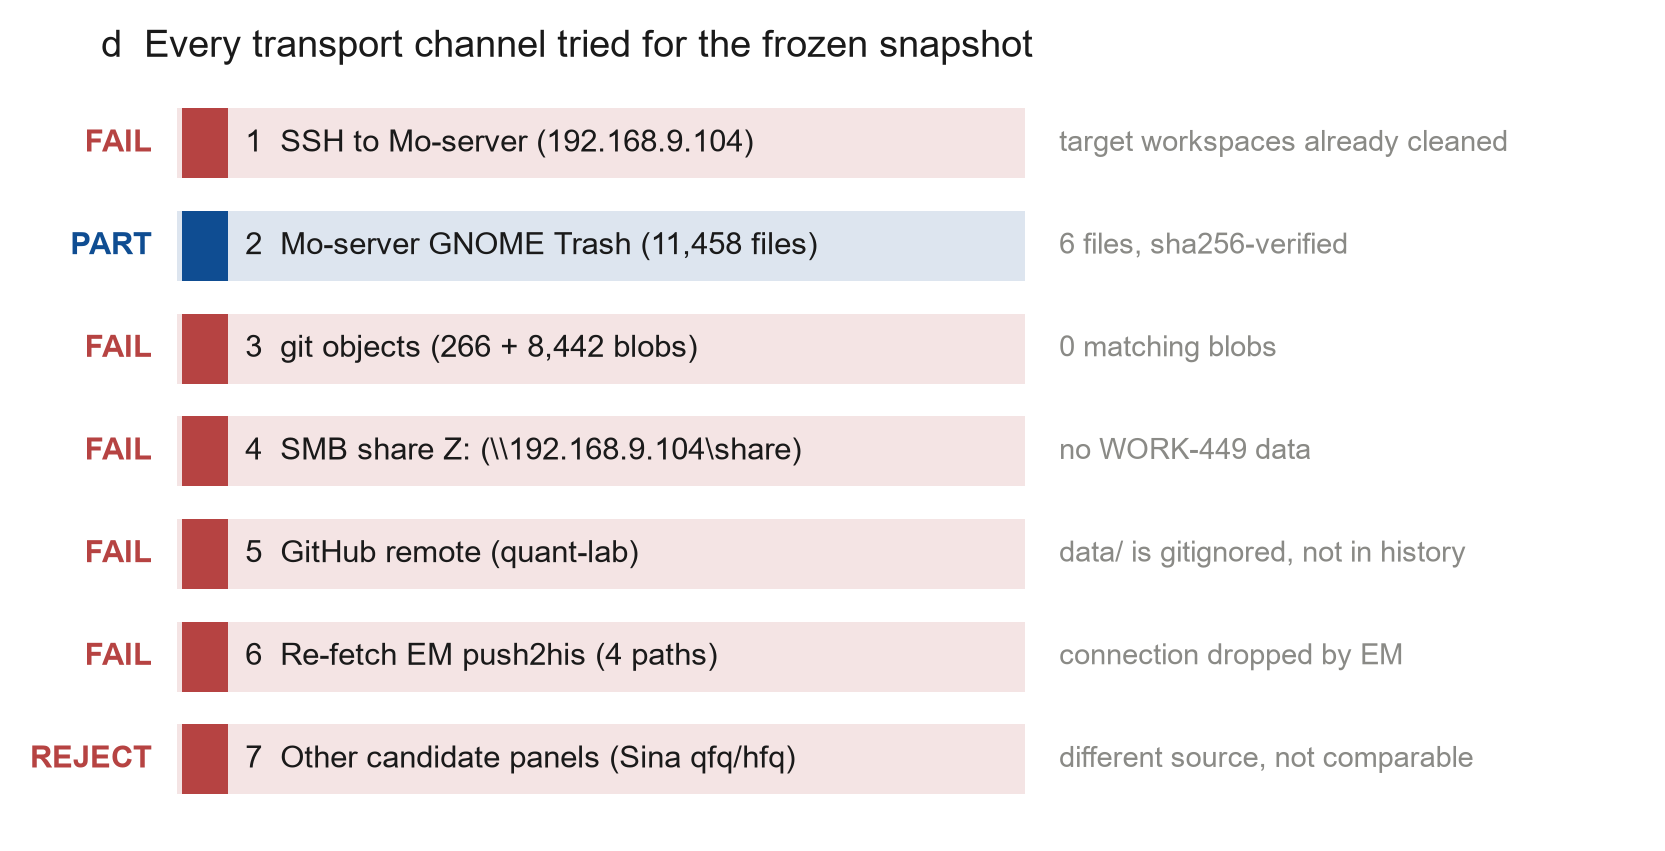 d Every transport channel tried for the frozen snapshot
FAIL 1 SSH to Mo-server (192.168.9.104) target workspaces already cleaned
PART 2 Mo-server GNOME Trash (11,458 files) 6 files, sha256-verified
FAIL 3 git objects (266 + 8,442 blobs) 0 matching blobs
FAIL 4 SMB share Z: (\\192.168.9.104\share) no WORK-449 data
FAIL 5 GitHub remote (quant-lab) data/ is gitignored, not in history
FAIL 6 Re-fetch EM push2his (4 paths) connection dropped by EM
REJECT 7 Other candidate panels (Sina qfq/hfq) different source, not comparable